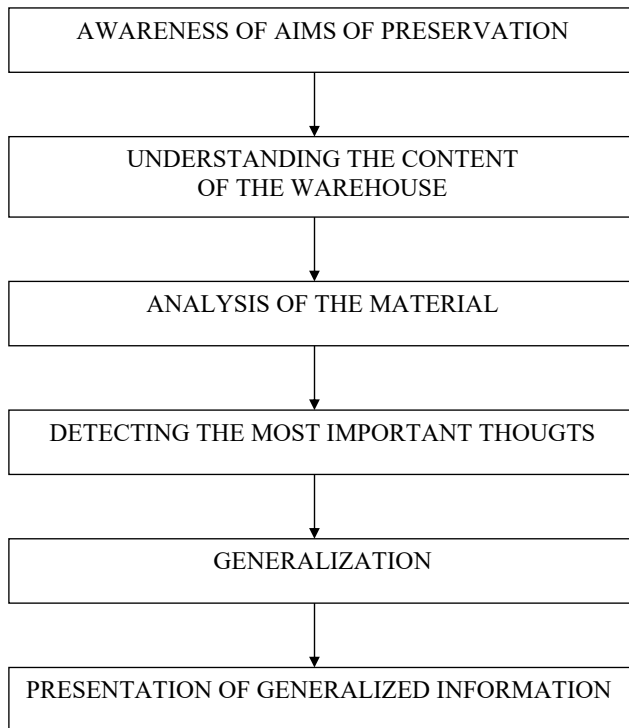 AWARENESS OF AIMS OF PRESERVATION
UNDERSTANDING THE CONTENT
OF THE WAREHOUSE
ANALYSIS OF THE MATERIAL
DETECTING THE MOST IMPORTANT THOUGTS
GENERALIZATION
PRESENTATION OF GENERALIZED INFORMATION